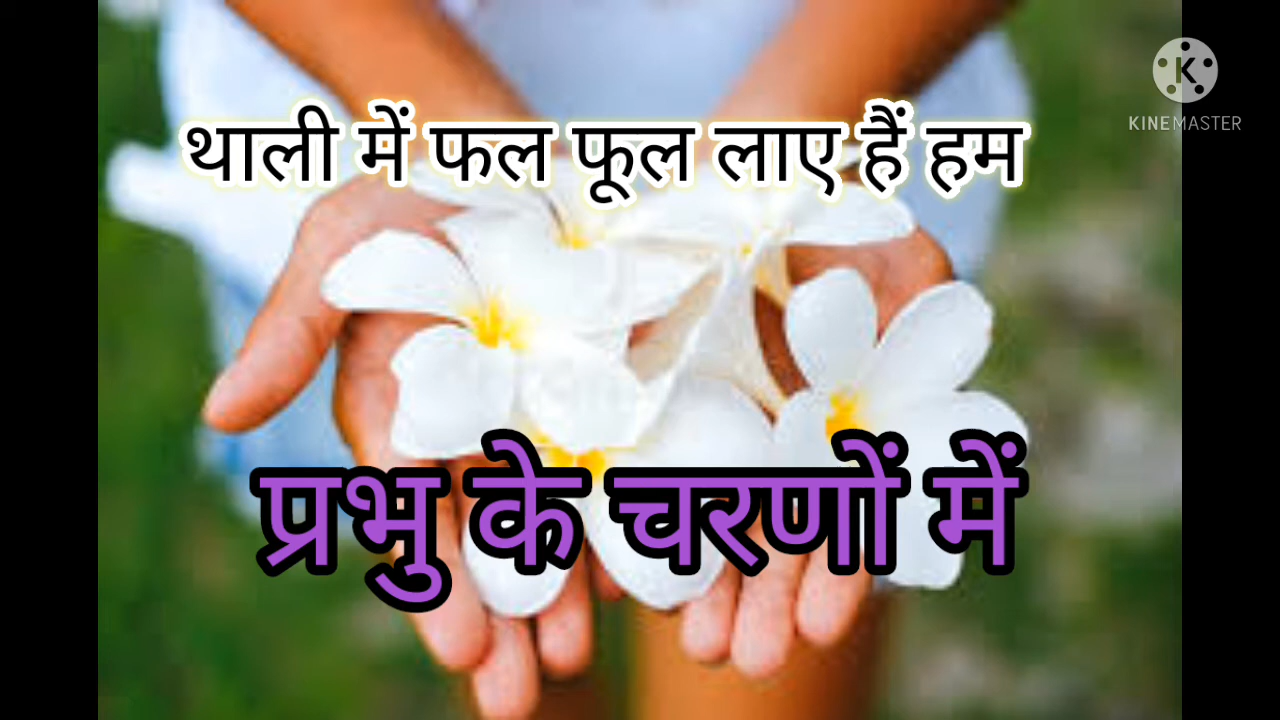 KINEMASTER
थाली में फल फूल लाए हैं हम
प्रभु के चरणों में